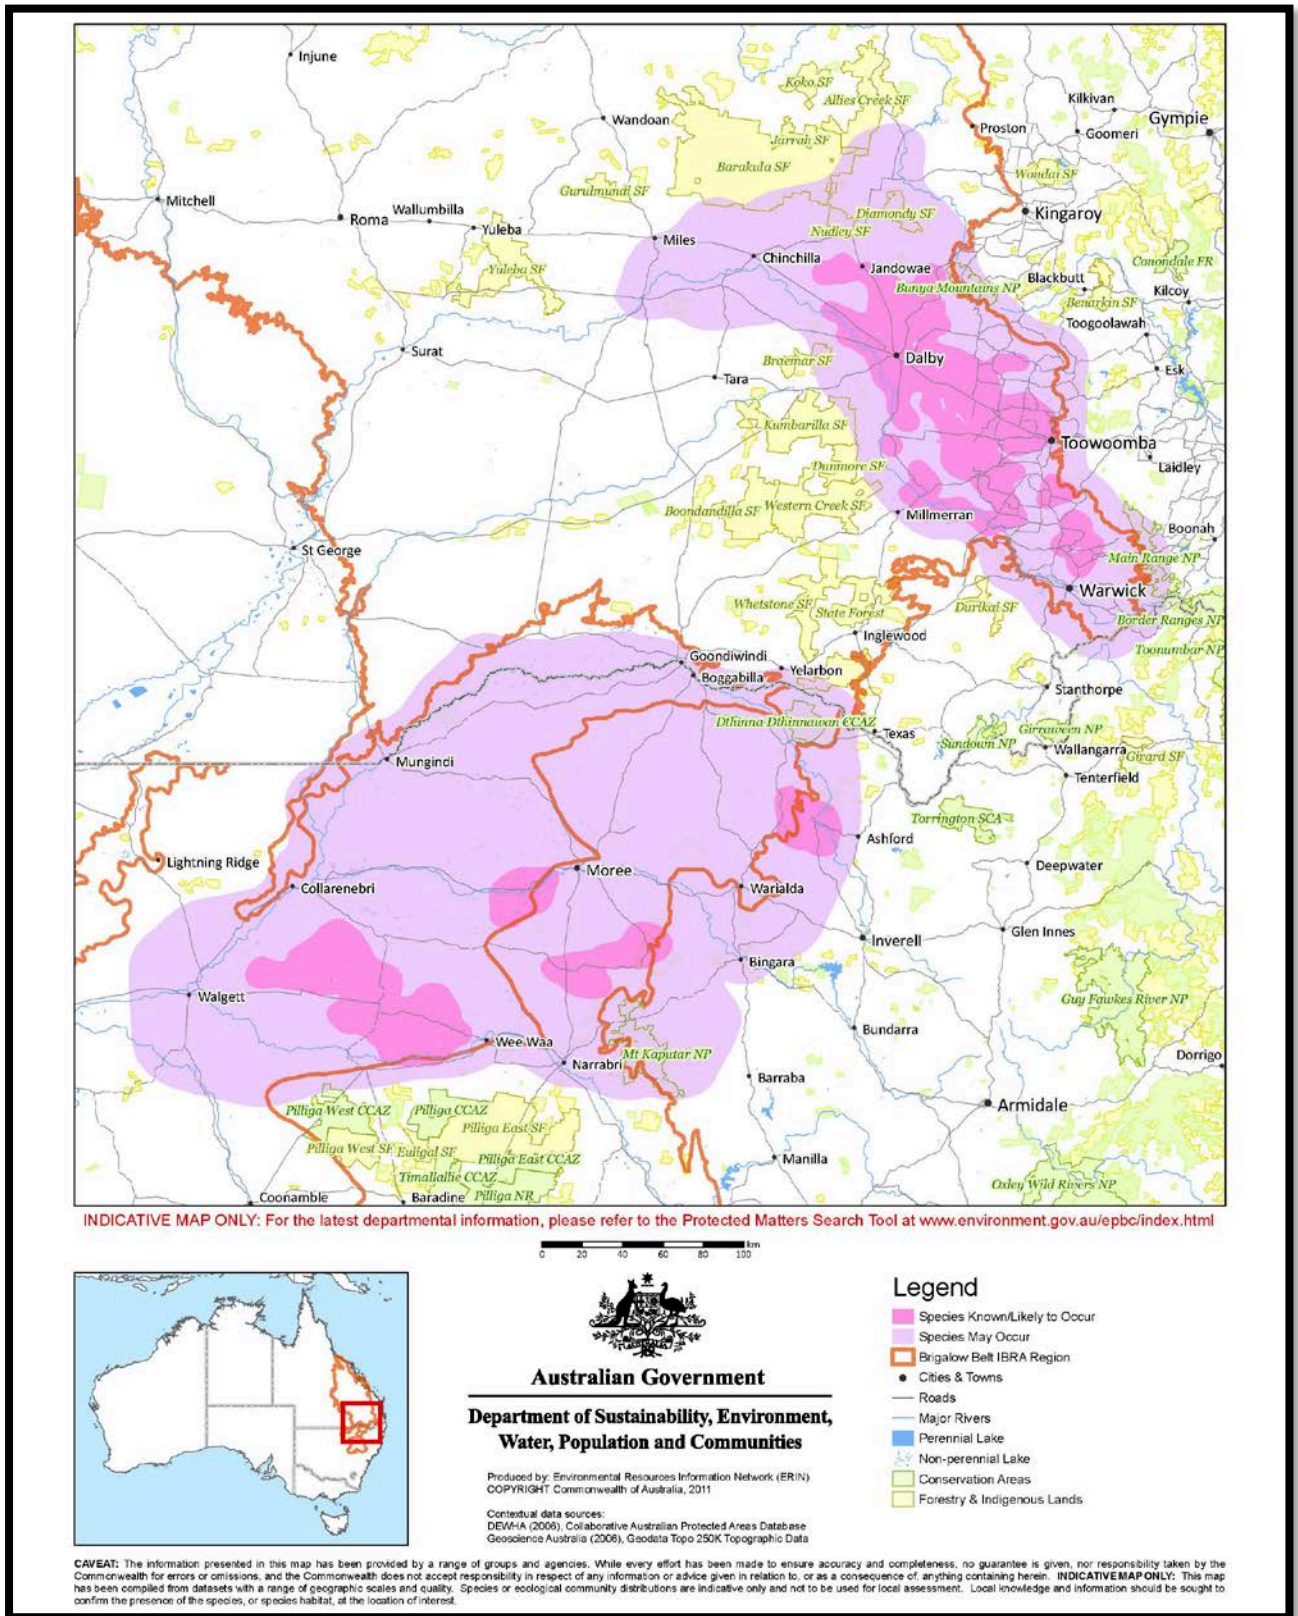 Injune
Koko SF
Allies Creek SF
Kilkivan
Gympie
Wandoan
Proston
Goomeri
Jarrah SF
Barakula SF
Wondai SF
Gurulmundi SF
Mitchell
Roma
Wallumbilla
Yuleba
Diamondy SF
Kingaroy
Nudley SF
Miles
Chinchilla
Jandowae
Conondale FR
Yuleba SF
Bunya Mountains NP
Blackbutt
Benarkin SF
Kilcoy
Toogoolawah
Surat
Braemar SF
Dalby
Esk
Tara
Kumbarilla SF
Toowoomba
Dunmore SF
Laidley
Boondandilla SF
Western Creek SF
Millmerran
Boonah
St George
Main Range NP
Warwick
Whetstone SF
State Forest
Durikai SF
Border Ranges NP
Inglewood
Toonumbar NP
Goondiwindi
Boggabilla
Yelarbon
Stanthorpe
Dthinna Dthinnawan CCAZ
Texas
Girraween NP
Sundown NP
Wallangarra
Girard SF
Mungindi
Tenterfield
Torrington SCA
Ashford
Lightning Ridge
Deepwater
Moree
Collarenebri
Warialda
Glen Innes
Inverell
Bingara
Walgett
Guy Fawkes River NP
Bundarra
Wee Waa
Narrabri
Mt Kaputar NP
Dorrigo
Barraba
Pilliga West CCAZ
Pilliga CCAZ
Armidale
Pilliga East SF
Pilliga West SF
Euligal SF
Pilliga East CCAZ
Manilla
Timallallie CCAZ
Oxley Wild Rivers NP
Coonamble
Baradine
Pilliga NR
INDICATIVE MAP ONLY: For the latest departmental information, please refer to the Protected Matters Search Tool at www.environment.gov.au/epbc/index.html
km
0 20 40 60 80 100
Australian Government
Department of Sustainability, Environment,
Water, Population and Communities
Produced by: Environmental Resources Information Network (ERIN)
COPYRIGHT Commonwealth of Australia, 2011
Contextual data sources:
DEWHA (2006), Collaborative Australian Protected Areas Database
Geoscience Australia (2006), Geodata Topo 250K Topographic Data
Legend
Species Known/Likely to Occur
Species May Occur
Brigalow Belt IBRA Region
Cities & Towns
Roads
Major Rivers
Perennial Lake
Non-perennial Lake
Conservation Areas
Forestry & Indigenous Lands
CAVEAT: The information presented in this map has been provided by a range of groups and agencies. While every effort has been made to ensure accuracy and completeness, no guarantee is given, nor responsibility taken by the
Commonwealth for errors or omissions, and the Commonwealth does not accept responsibility in respect of any information or advice given in relation to, or as a consequence of, anything containing herein. INDICATIVE MAP ONLY: This map
has been compiled from datasets with a range of geographic scales and quality. Species or ecological community distributions are indicative only and not to be used for local assessment. Local knowledge and information should be sought to
confirm the presence of the species, or species habitat, at the location of interest.